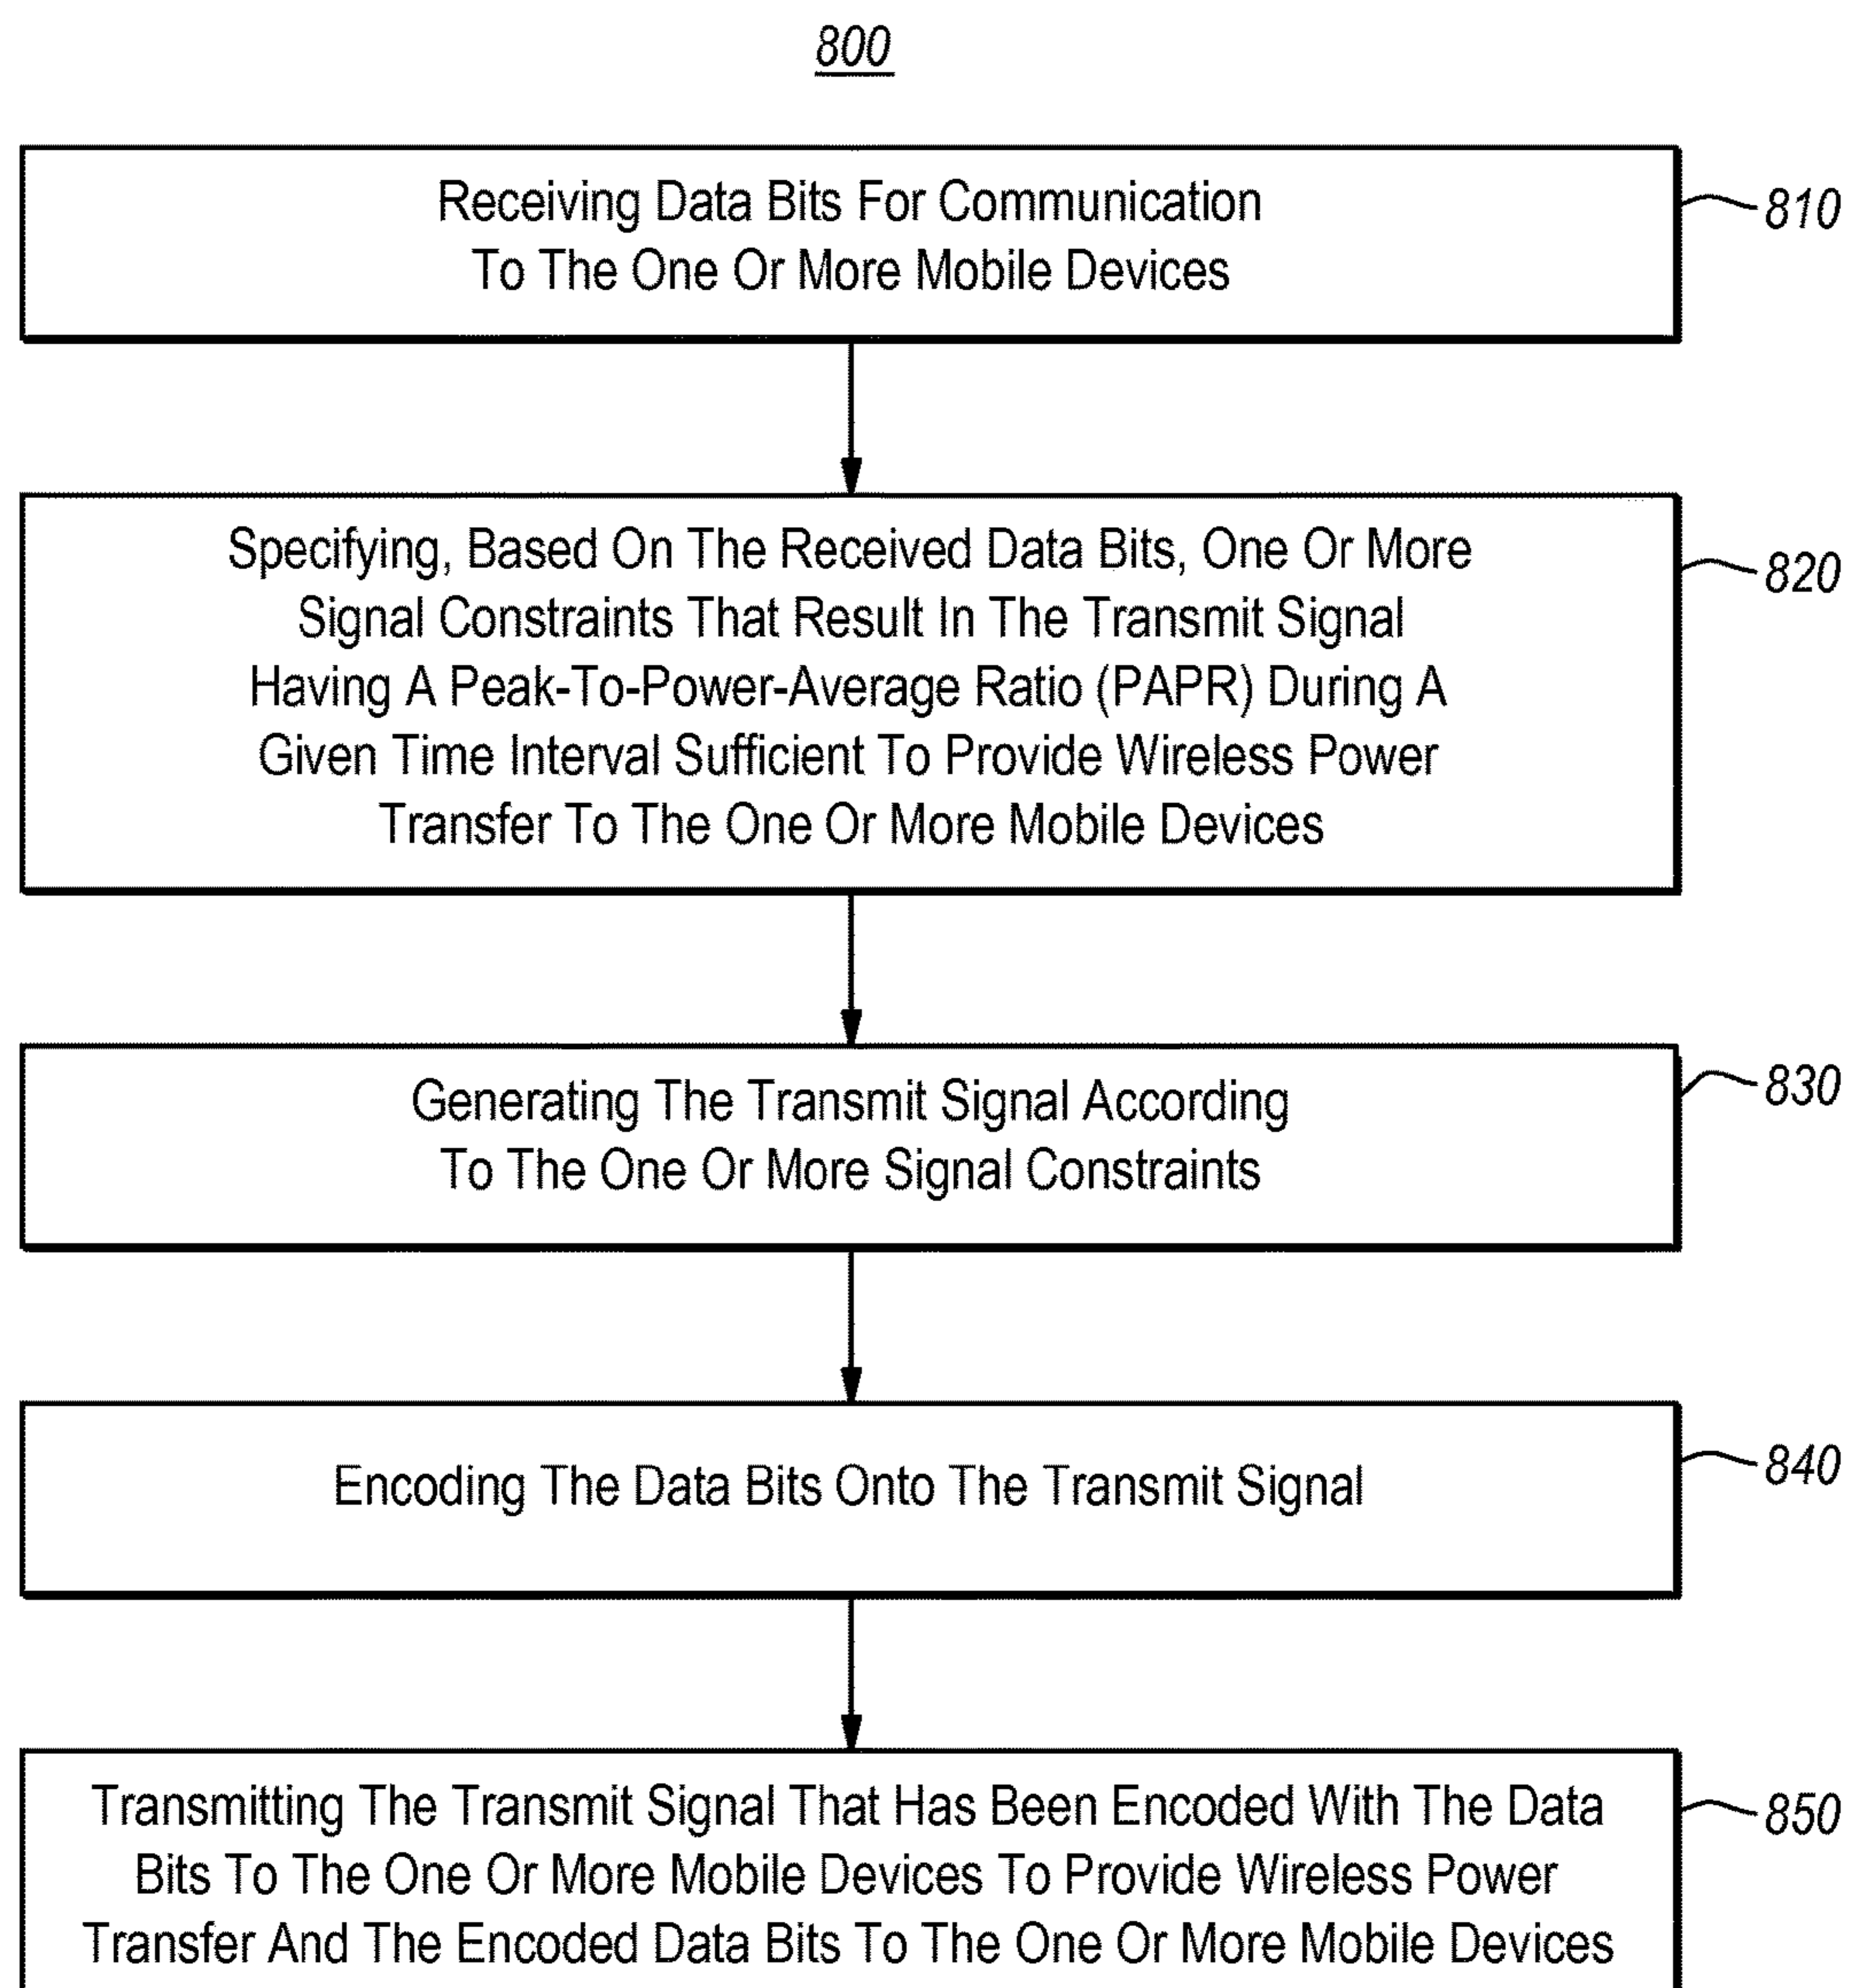 800
Receiving Data Bits For Communication
To The One Or More Mobile Devices
810
Specifying, Based On The Received Data Bits, One Or More
Signal Constraints That Result In The Transmit Signal
Having A Peak-To-Power-Average Ratio (PAPR) During A
Given Time Interval Sufficient To Provide Wireless Power
Transfer To The One Or More Mobile Devices
820
Generating The Transmit Signal According
To The One Or More Signal Constraints
830
Encoding The Data Bits Onto The Transmit Signal
840
Transmitting The Transmit Signal That Has Been Encoded With The Data
Bits To The One Or More Mobile Devices To Provide Wireless Power
Transfer And The Encoded Data Bits To The One Or More Mobile Devices
850